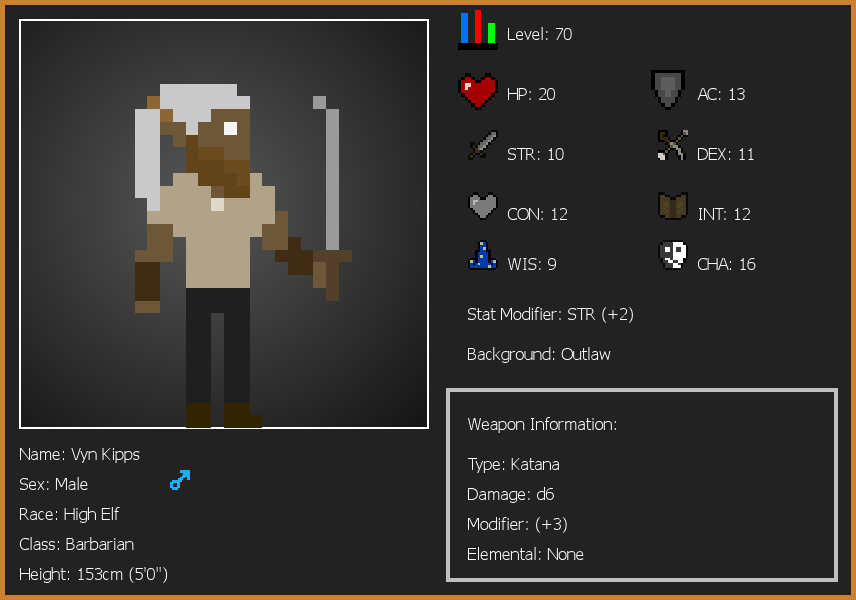 Level: 70
HP: 20
AC: 13
STR: 10
DEX: 11
CON: 12
INT: 12
WIS: 9
CHA: 16
Stat Modifier: STR (+2)
Background: Outlaw
Weapon Information:
Type: Katana
Damage: d6
Modifier: (+3)
Elemental: None
Name: Vyn Kipps
Sex: Male
Race: High Elf
Class: Barbarian
Height: 153cm (5'0")